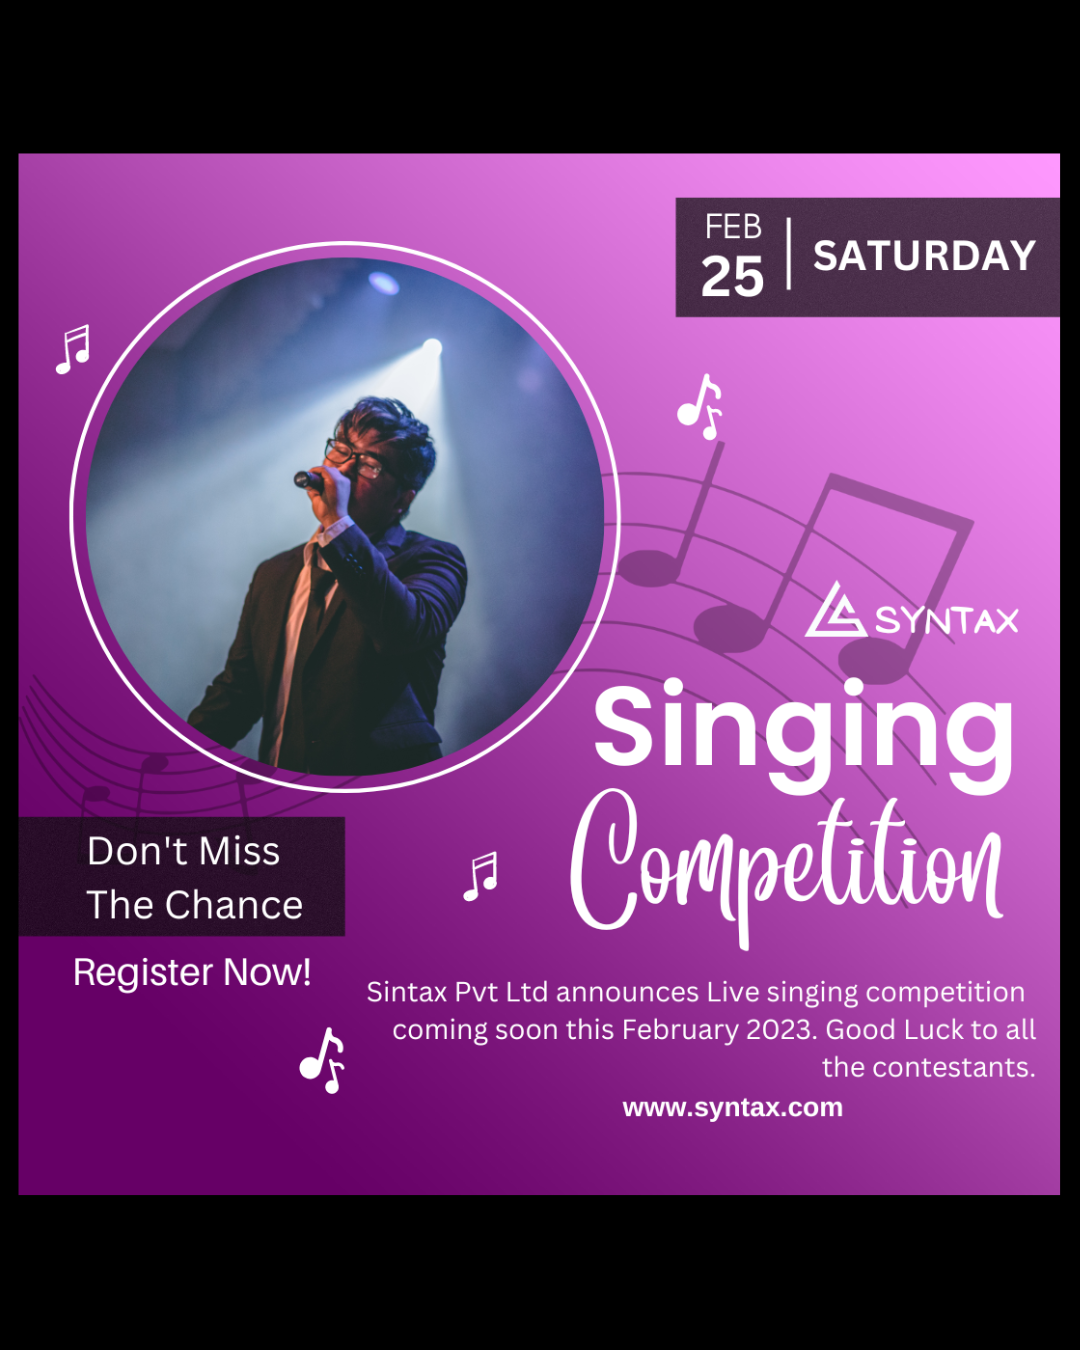 FEB
25
SATURDAY
SYNTAX
Singing
Competition
Don't Miss
The Chance
Register Now!
Sintax Pvt Ltd announces Live singing competition
coming soon this February 2023. Good Luck to all
the contestants.
www.syntax.com